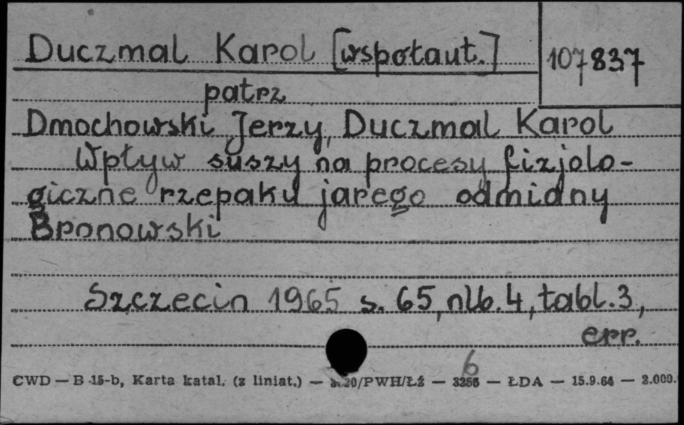 Duczmal Karol [współaut.]
107837
patrz
Dmochowski Jerzy, Duczmal Karol
Wpływ suszy na procesy fizjolo-
giczne rzepaku jarego odmiany
Bronowski
Szczecin 1965 s. 65, nlb. 4, tabl. 3,
err.
6
CWD — B 15-b, Karta katal. (z liniat.) — /PWH/Łź — — ŁDA — 15.9.64 — 2.000.